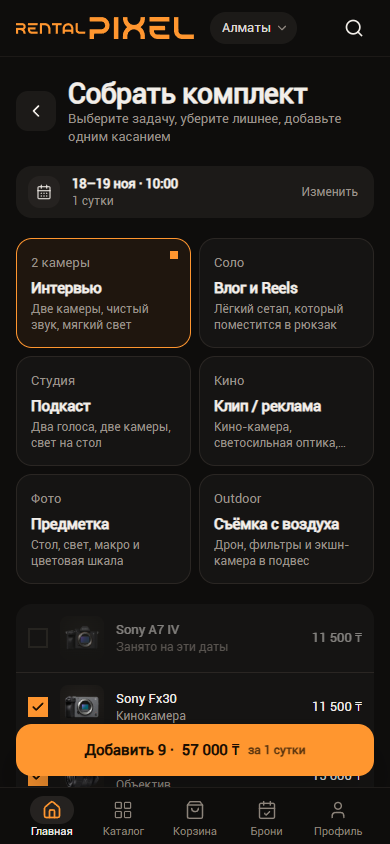 RENTAL PIXEL
Алматы
Собрать комплект
Выберите задачу, уберите лишнее, добавьте
одним касанием
18–19 ноя · 10:00
1 сутки
Изменить
2 камеры
Интервью
Две камеры, чистый
звук, мягкий свет
Соло
Влог и Reels
Лёгкий сетап, который
поместится в рюкзак
Студия
Подкаст
Два голоса, две камеры,
свет на стол
Кино
Клип / реклама
Кино-камера,
светосильная оптика,…
Фото
Предметка
Стол, свет, макро и
цветовая шкала
Outdoor
Съёмка с воздуха
Дрон, фильтры и экшн-
камера в подвес
Sony A7 IV
Занято на эти даты
11 500 ₸
Sony Fx30
Кинокамера
11 500 ₸
Добавить 9 · 57 000 ₸ за 1 сутки
Объектив
Главная
Каталог
Корзина
Брони
Профиль